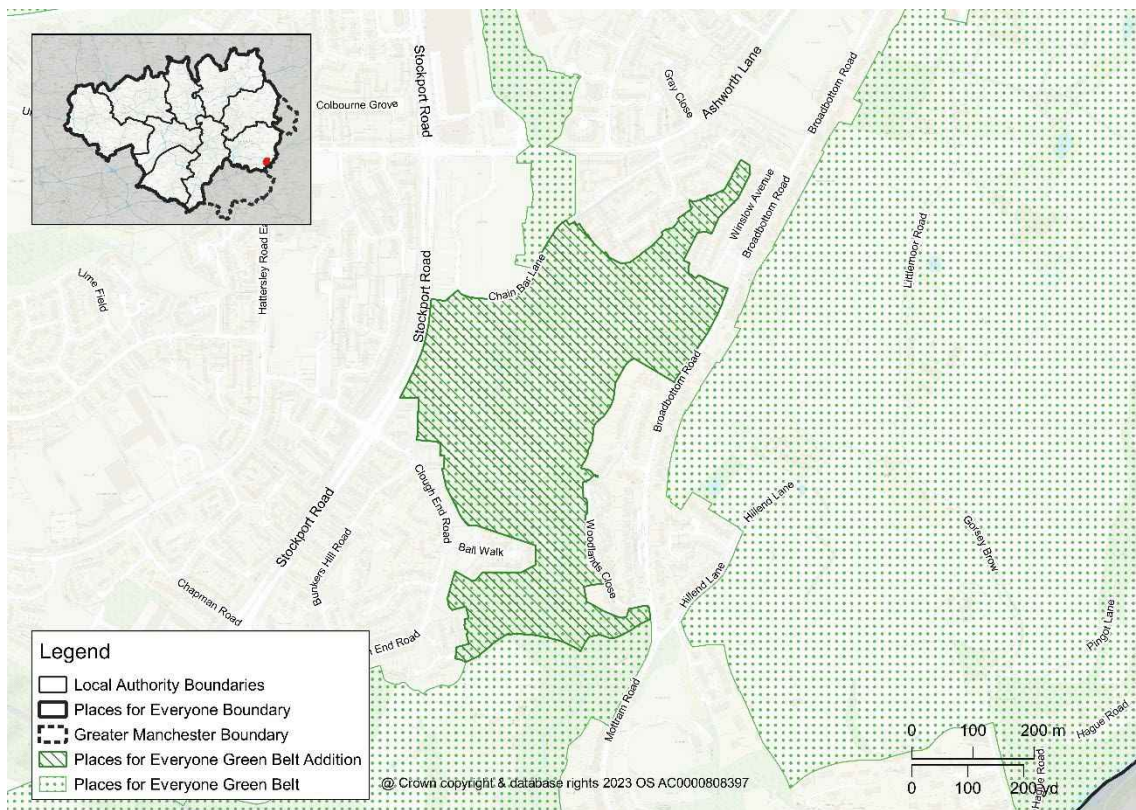 Stockport Road
Colbourne Grove
Gray Close
Ashworth Lane
Broadbottom Road
Winslow Avenue
Broadbottom Road
Littlemoor Road
Hattersley Road
Stockport Road
Chain Bar Lane
Broadbottom Road
Clough End Road
Ball Walk
Stockport Road
Bunkers Hill Road
Chapman Road
End Road
Woodlands Close
Hillend Lane
Hillend Lane
Gorsey Brow
Pingot Lane
Mottram Road
Hague Road
Hague Road
Legend
Local Authority Boundaries
Places for Everyone Boundary
Greater Manchester Boundary
Places for Everyone Green Belt Addition
Places for Everyone Green Belt
@ Crown copyright & database rights 2023 OS AC0000808397
0 100 200 m
0 100 200 yd